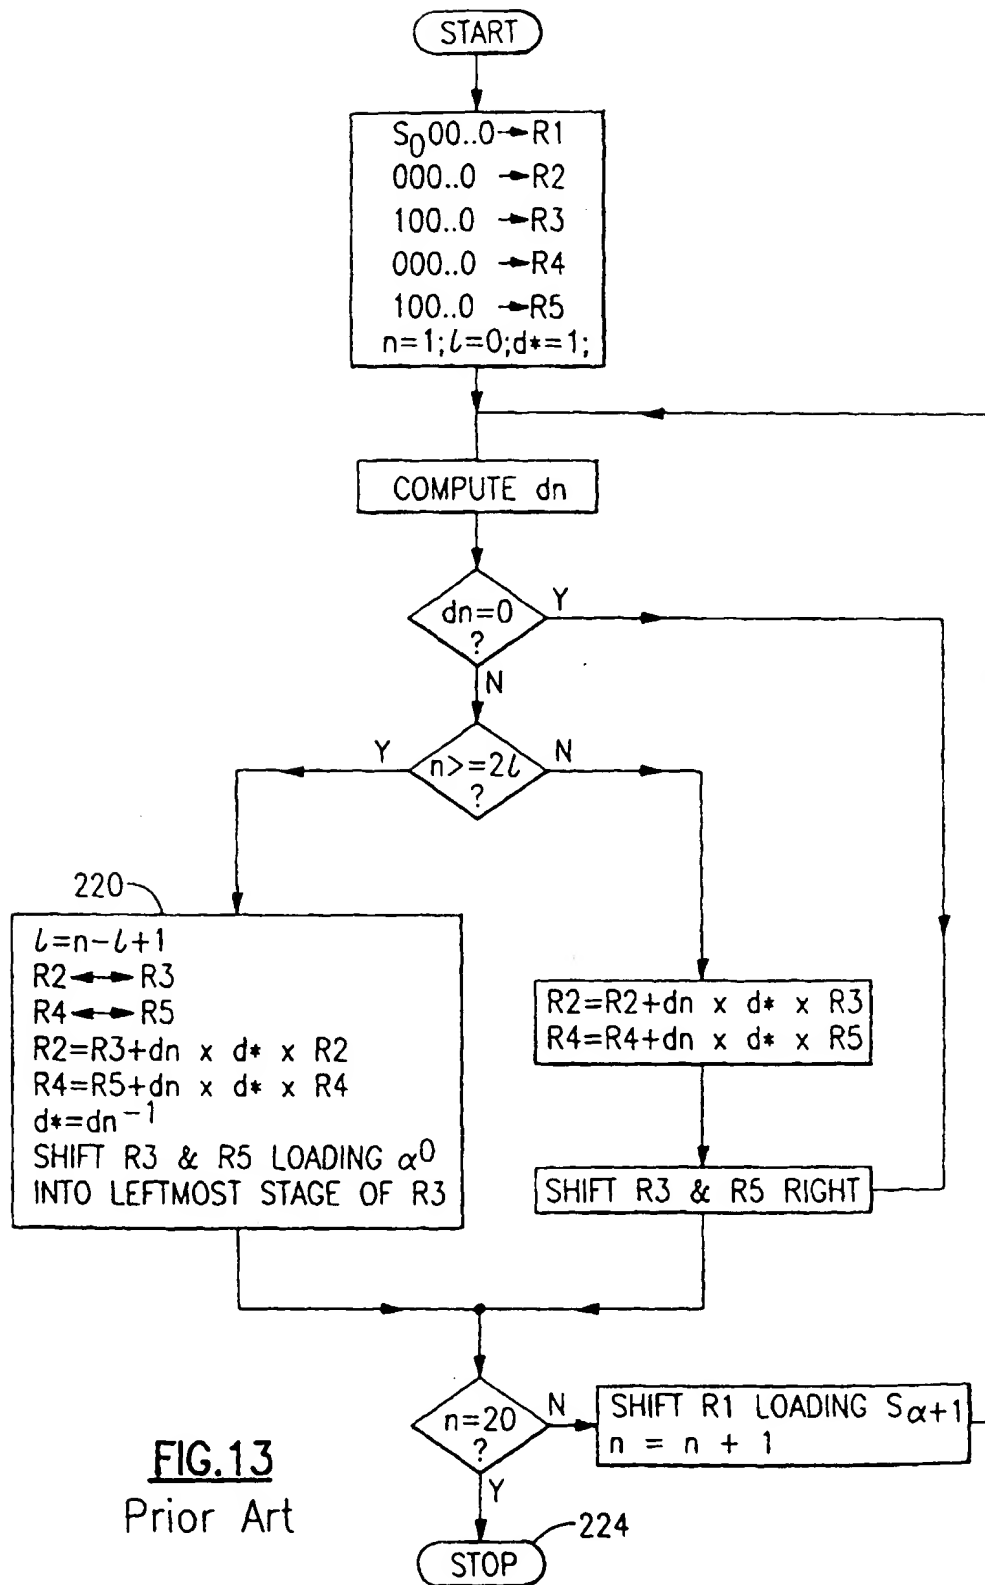 START
S₀00..0→R1
000..0 →R2
100..0 →R3
000..0 →R4
100..0 →R5
n=1;ℓ=0;d*=1;
COMPUTE dn
dn=0
?
Y
N
n>=2ℓ
?
Y
N
220
ℓ=n-ℓ+1
R2↔R3
R4↔R5
R2=R3+dn x d* x R2
R4=R5+dn x d* x R4
d*=dn⁻¹
SHIFT R3 & R5 LOADING α⁰
INTO LEFTMOST STAGE OF R3
R2=R2+dn x d* x R3
R4=R4+dn x d* x R5
SHIFT R3 & R5 RIGHT
n=20
?
N
Y
SHIFT R1 LOADING Sα+1
n = n + 1
STOP
224
FIG.13
Prior Art